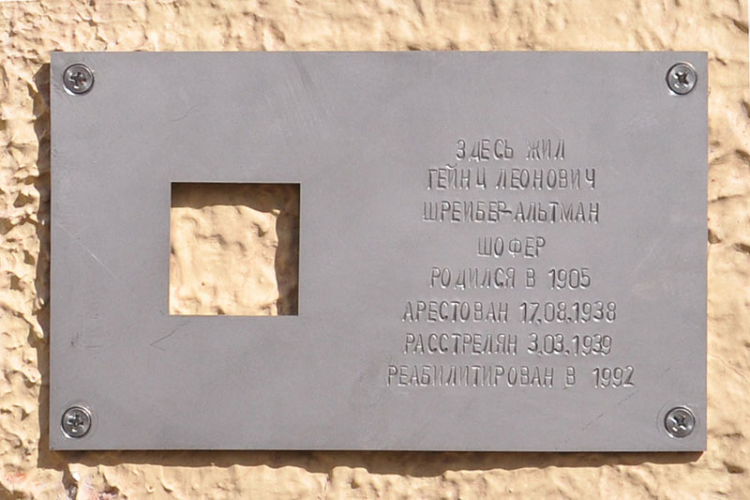 ЗДЕСЬ ЖИЛ
ГЕЙНЦ ЛЕОНОВИЧ
ШРЕЙБЕР-АЛЬТМАН
ШОФЕР
РОДИЛСЯ В 1905
АРЕСТОВАН 17.08.1938
РАССТРЕЛЯН 3.03.1939
РЕАБИЛИТИРОВАН В 1992